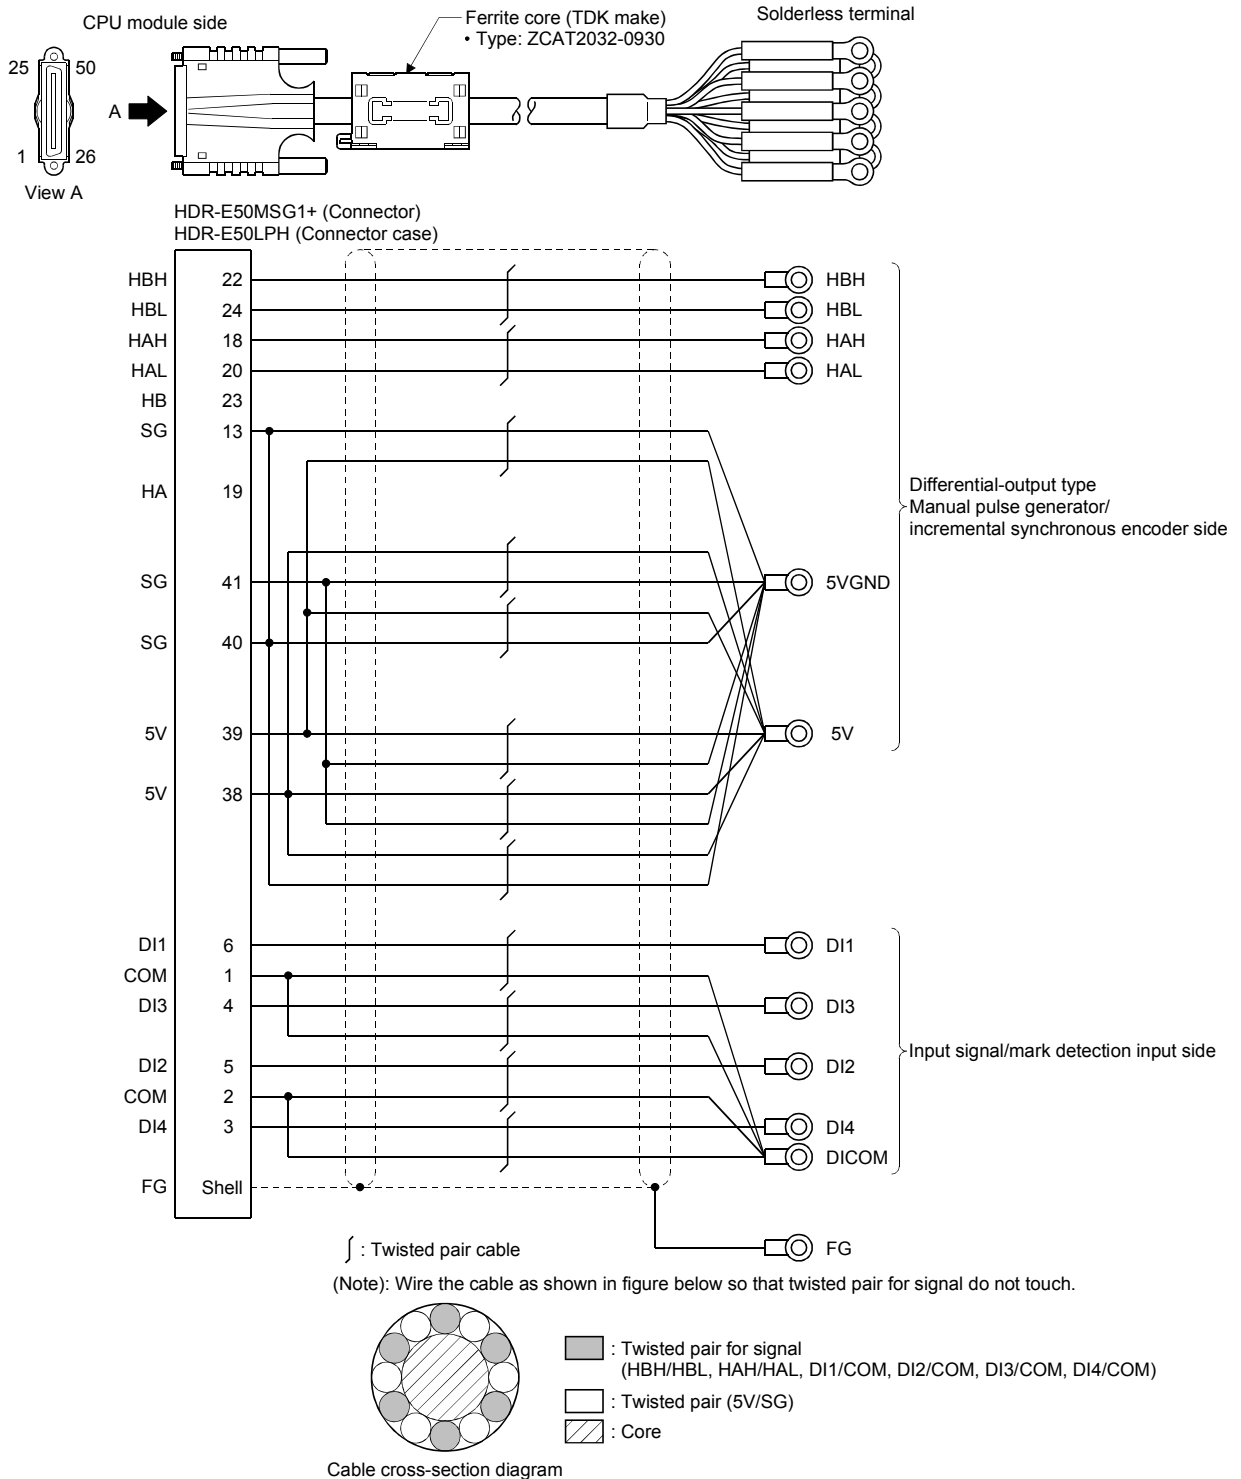 CPU module side
Ferrite core (TDK make)
• Type: ZCAT2032-0930
Solderless terminal
25 50
A
1 26
View A
HDR-E50MSG1+ (Connector)
HDR-E50LPH (Connector case)
HBH 22 HBH
HBL 24 HBL
HAH 18 HAH
HAL 20 HAL
HB 23
SG 13
HA 19
Differential-output type
Manual pulse generator/
incremental synchronous encoder side
SG 41 5VGND
SG 40
5V 39 5V
5V 38
DI1 6 DI1
COM 1
DI3 4 DI3
Input signal/mark detection input side
DI2 5 DI2
COM 2
DI4 3 DI4
DICOM
FG Shell
FG
: Twisted pair cable
(Note): Wire the cable as shown in figure below so that twisted pair for signal do not touch.
: Twisted pair for signal
(HBH/HBL, HAH/HAL, DI1/COM, DI2/COM, DI3/COM, DI4/COM)
: Twisted pair (5V/SG)
: Core
Cable cross-section diagram